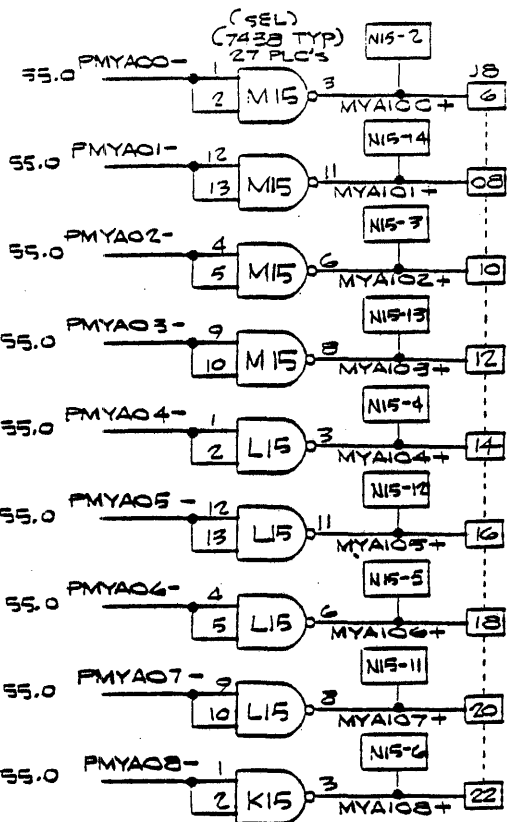 (SEL)
(7438 TYP)
27 PLC'S
N15-2
J8
55.0 PMYA00- 1 2 M15 3 MYA100+ 6
N15-14
55.0 PMYA01- 12 13 M15 11 MYA101+ 08
N15-3
55.0 PMYA02- 4 5 M15 6 MYA102+ 10
N15-13
55.0 PMYA03- 9 10 M15 8 MYA103+ 12
N15-4
55.0 PMYA04- 1 2 L15 3 MYA104+ 14
N15-12
55.0 PMYA05- 12 13 L15 11 MYA105+ 16
N15-5
55.0 PMYA06- 4 5 L15 6 MYA106+ 18
N15-11
55.0 PMYA07- 9 10 L15 8 MYA107+ 20
N15-6
55.0 PMYA08- 1 2 K15 3 MYA108+ 22